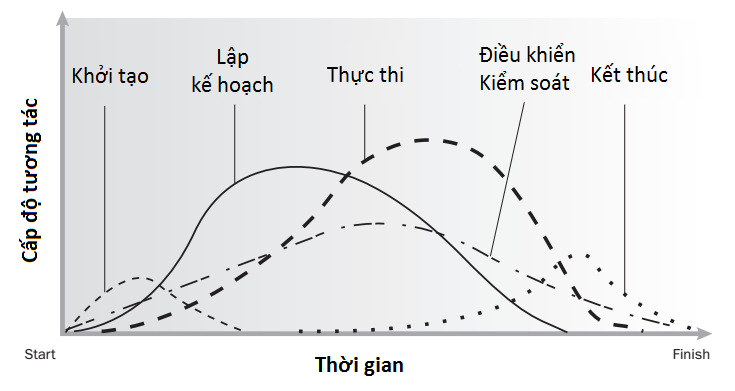 Khởi tạo
Lập
kế hoạch
Thực thi
Điều khiển
Kiểm soát
Kết thúc
Cấp độ tương tác
Start
Thời gian
Finish